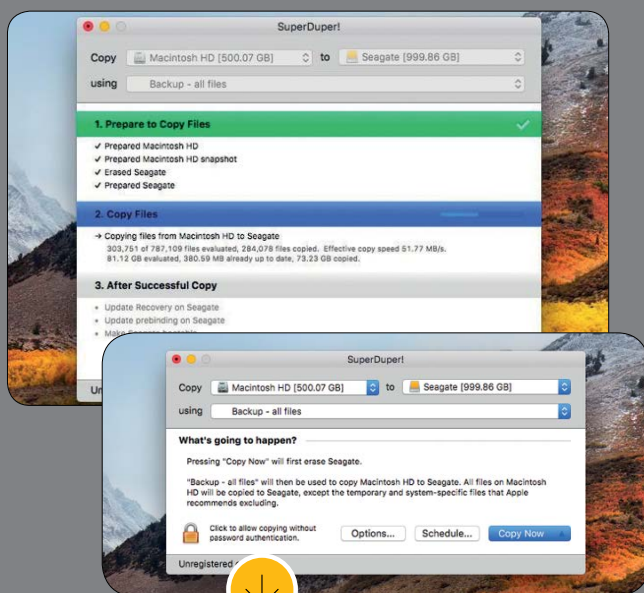 SuperDuper!
Copy Macintosh HD [500.07 GB] to Seagate [999.86 GB]
using Backup - all files
1. Prepare to Copy Files
✓ Prepared Macintosh HD
✓ Prepared Macintosh HD snapshot
✓ Erased Seagate
✓ Prepared Seagate
2. Copy Files
→ Copying files from Macintosh HD to Seagate
303,751 of 787,109 files evaluated, 284,078 files copied. Effective copy speed 51.77 MB/s.
81.12 GB evaluated, 380.59 MB already up to date, 73.23 GB copied.
3. After Successful Copy
• Update Recovery on Seagate
• Update prebinding on Seagate
• Make Seagate bootable
Un
SuperDuper!
Copy Macintosh HD [500.07 GB] to Seagate [999.86 GB]
using Backup - all files
What's going to happen?
Pressing "Copy Now" will first erase Seagate.
"Backup - all files" will then be used to copy Macintosh HD to Seagate. All files on Macintosh
HD will be copied to Seagate, except the temporary and system-specific files that Apple
recommends excluding.
Click to allow copying without
password authentication.
Options... Schedule... Copy Now
Unregistered